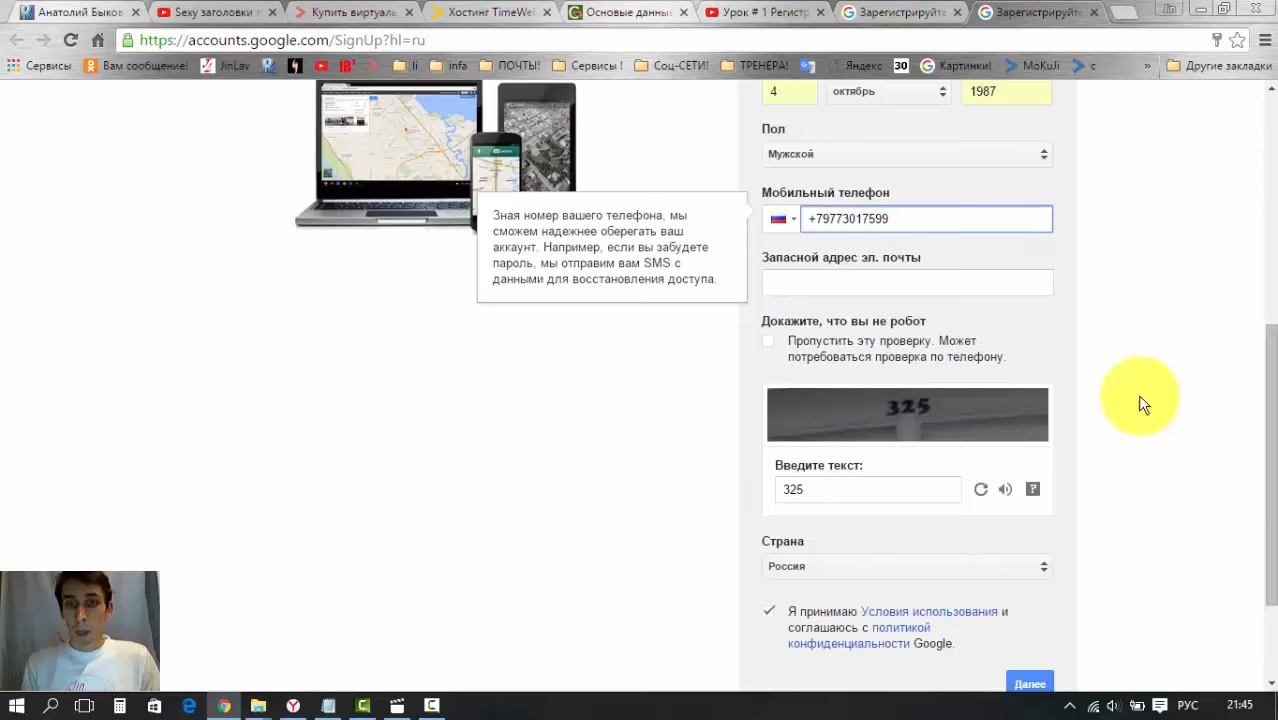 Анатолий Быков
Sexy заголовки п
Купить виртуаль
Хостинг TimeWeb
Основые данны
Урок # 1 Регистр
Зарегистрируйте
Зарегистрируйте
https://accounts.google.com/SignUp?hl=ru
Сервисы
Вам сообщение!
JinLav
li
infa
ПОЧТЫ!
Сервисы !
Соц-СЕТИ!
ТРЕНЕРА!
Яндекс
30
Картинки!
МоКиЛ
с
»
Другие закладки
октябрь
1987
Пол
Мужской
Мобильный телефон
+79773017599
Зная номер вашего телефона, мы
сможем надежнее оберегать ваш
аккаунт. Например, если вы забудете
пароль, мы отправим вам SMS с
данными для восстановления доступа.
Запасной адрес эл. почты
Докажите, что вы не робот
Пропустить эту проверку. Может
потребоваться проверка по телефону.
325
Введите текст:
325
Страна
Россия
Я принимаю Условия использования и
соглашаюсь с политикой
конфиденциальности Google.
Далее
РУС
21:45